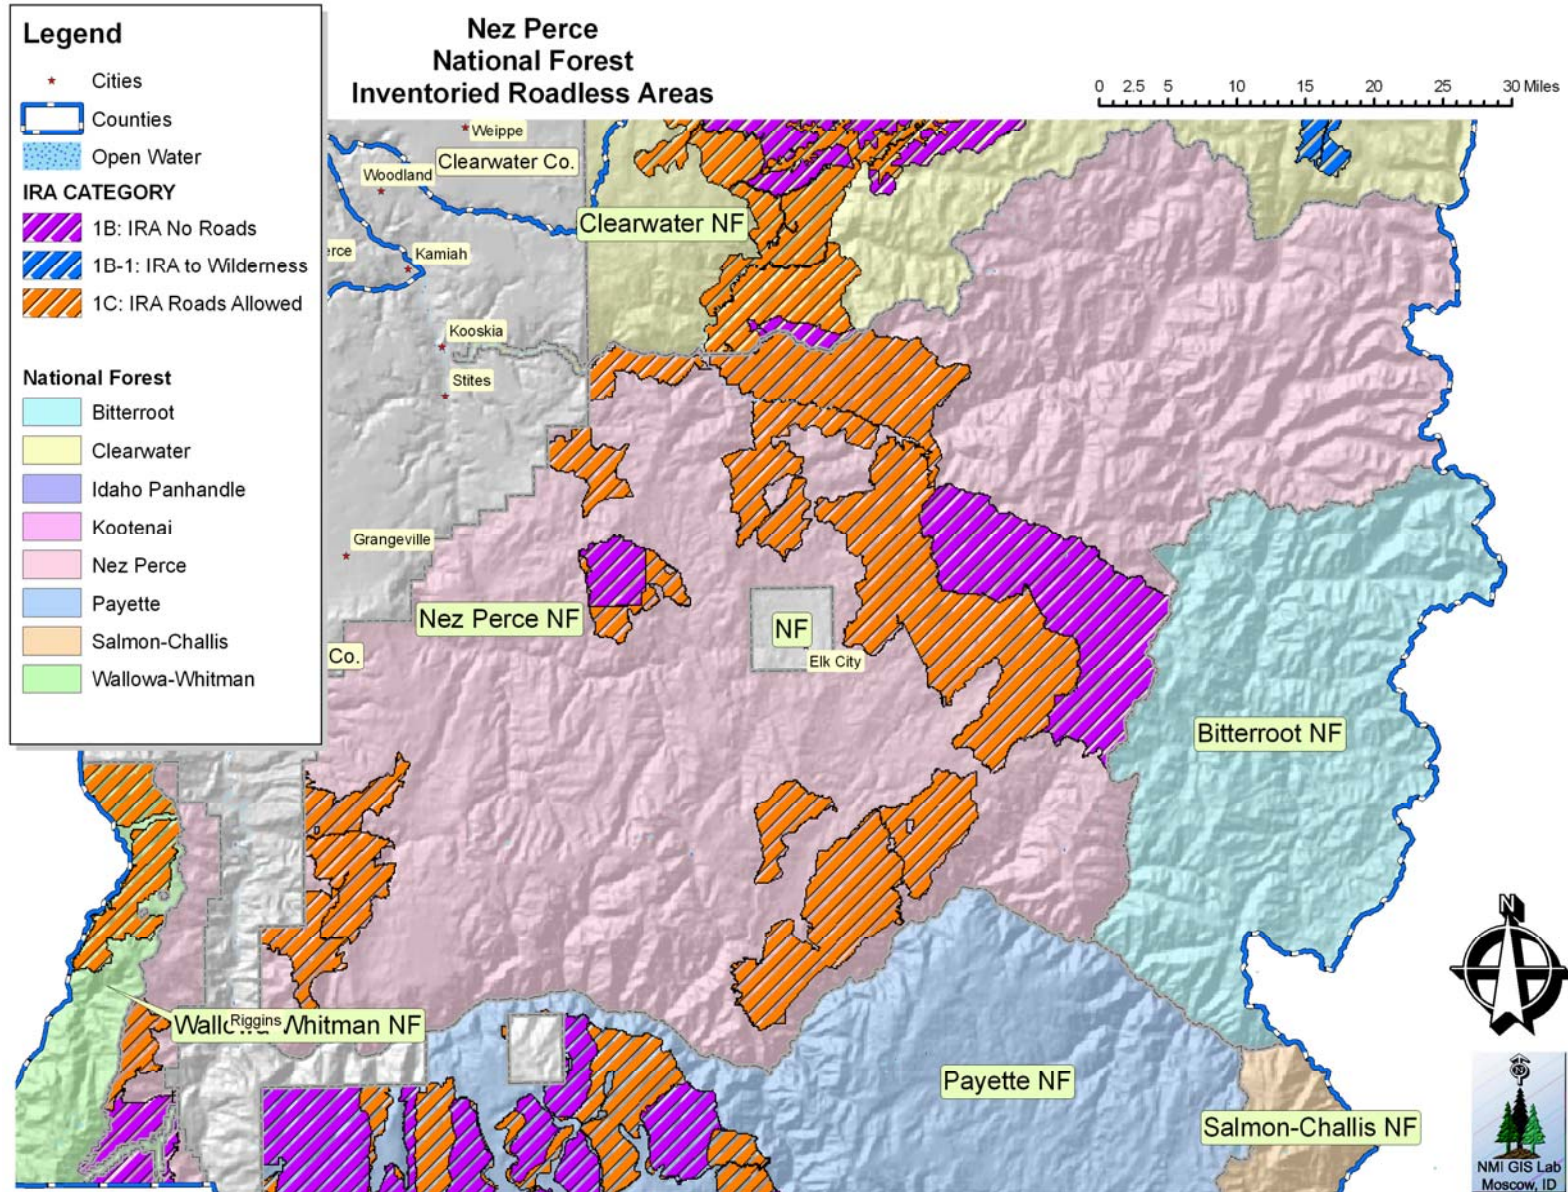 Nez Perce
National Forest
Inventoried Roadless Areas
Legend
Cities
Counties
Open Water
IRA CATEGORY
1B: IRA No Roads
1B-1: IRA to Wilderness
1C: IRA Roads Allowed
National Forest
Bitterroot
Clearwater
Idaho Panhandle
Kootenai
Nez Perce
Payette
Salmon-Challis
Wallowa-Whitman
0 2.5 5 10 15 20 25 30 Miles
Weippe
Clearwater Co.
Woodland
Clearwater NF
erce
Kamiah
Kooskia
Stites
Grangeville
Nez Perce NF
NF
Co.
Elk City
Bitterroot NF
N
Riggins
Wallowa-Whitman NF
Payette NF
Salmon-Challis NF
NMI GIS Lab
Moscow, ID